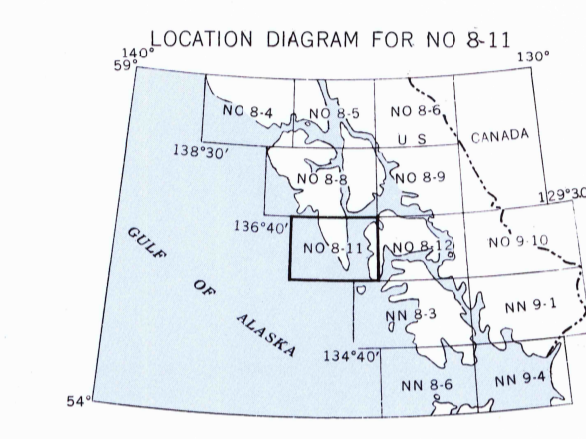 LOCATION DIAGRAM FOR NO 8-11
140°
59°
130°
NO 8-4
NO 8-5
NO 8-6
U S
CANADA
138°30'
NO 8-8
NO 8-9
129°30
136°40'
NO 8-11
NO 8-12
NO 9-10
GULF
OF
ALASKA
NN 8-3
NN 9-1
134°40'
NN 8-6
NN 9-4
54°